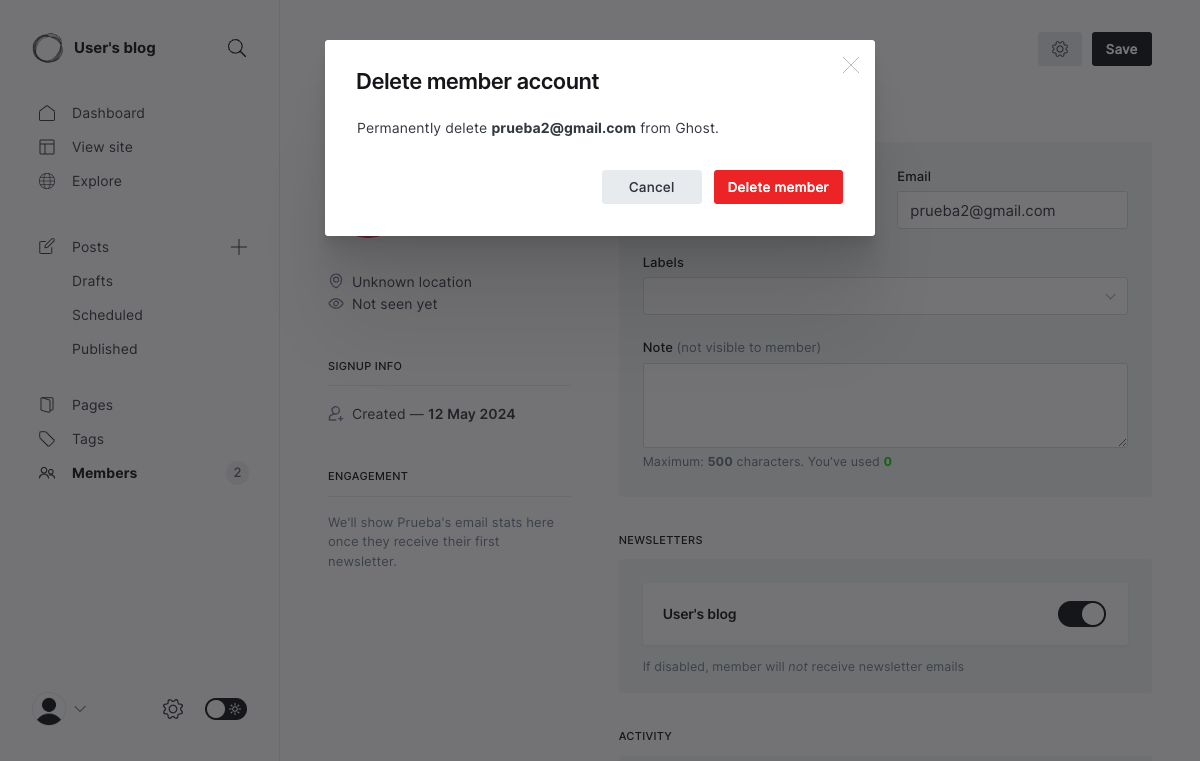 User's blog
Dashboard
View site
Explore
Posts
Drafts
Scheduled
Published
Pages
Tags
Members 2
Save
Delete member account
Permanently delete prueba2@gmail.com from Ghost.
Cancel
Delete member
Unknown location
Not seen yet
SIGNUP INFO
Created — 12 May 2024
ENGAGEMENT
We'll show Prueba's email stats here
once they receive their first
newsletter.
Email
prueba2@gmail.com
Labels
Note (not visible to member)
Maximum: 500 characters. You've used 0
NEWSLETTERS
User's blog
If disabled, member will not receive newsletter emails
ACTIVITY